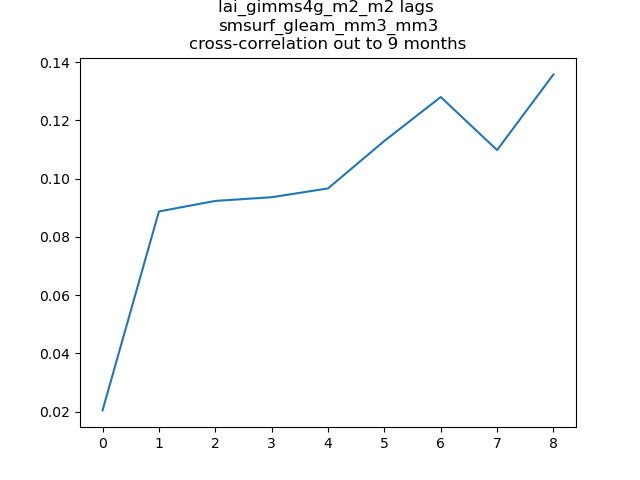 lai_gimms4g_m2_m2 lags
smsurf_gleam_mm3_mm3
cross-correlation out to 9 months
0.14
0.12
0.10
0.08
0.06
0.04
0.02
0 1 2 3 4 5 6 7 8